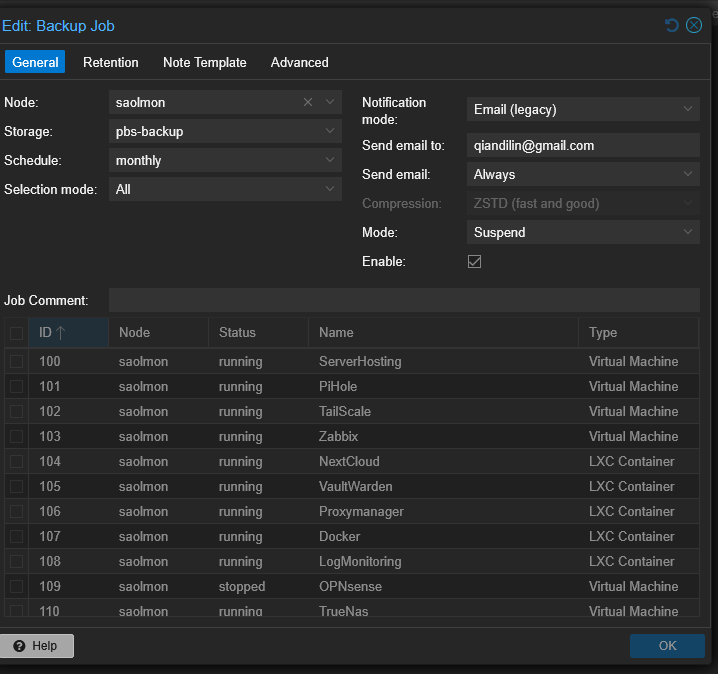 Edit: Backup Job
General Retention Note Template Advanced
Node: saolmon
Storage: pbs-backup
Schedule: monthly
Selection mode: All
Notification mode: Email (legacy)
Send email to: qiandilin@gmail.com
Send email: Always
Compression: ZSTD (fast and good)
Mode: Suspend
Enable:
Job Comment:
ID Node Status Name Type
100 saolmon running ServerHosting Virtual Machine
101 saolmon running PiHole Virtual Machine
102 saolmon running TailScale Virtual Machine
103 saolmon running Zabbix Virtual Machine
104 saolmon running NextCloud LXC Container
105 saolmon running VaultWarden LXC Container
106 saolmon running Proxymanager LXC Container
107 saolmon running Docker LXC Container
108 saolmon running LogMonitoring LXC Container
109 saolmon stopped OPNsense Virtual Machine
110 saolmon running TrueNas Virtual Machine
Help OK